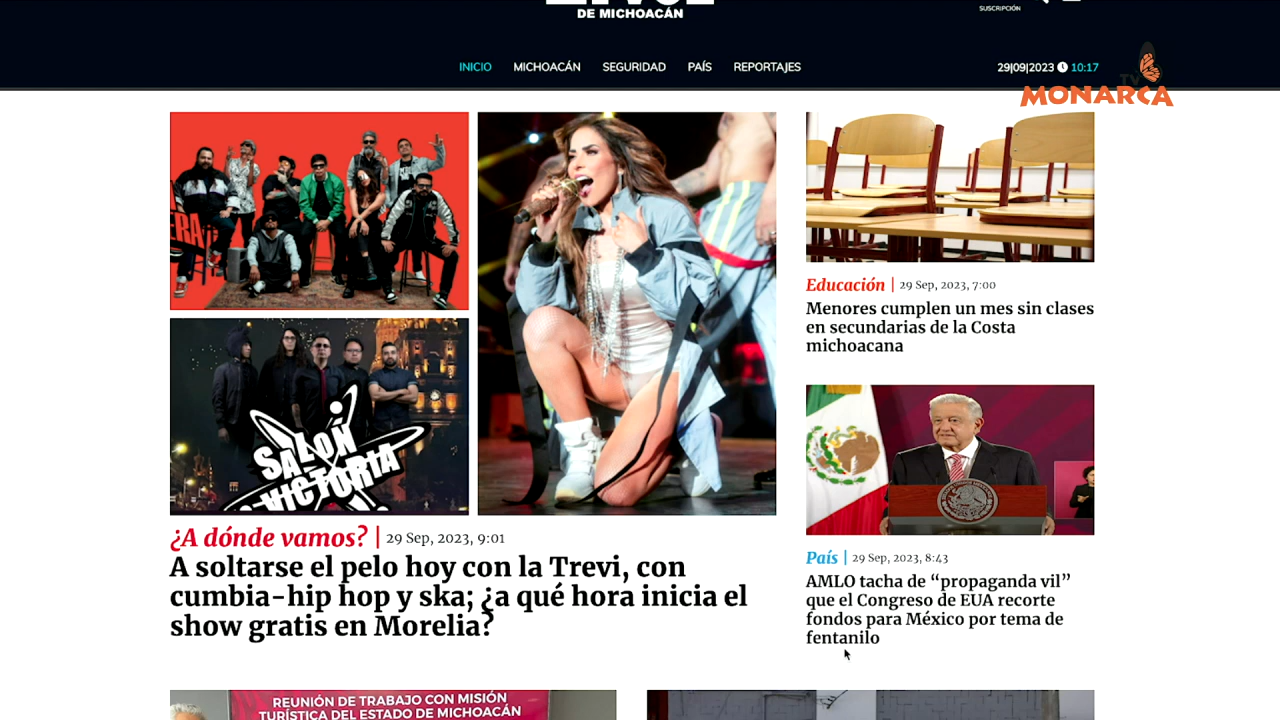 DE MICHOACÁN
SUSCRIPCIÓN
INICIO MICHOACÁN SEGURIDAD PAÍS REPORTAJES
29|09|2023 10:17
TV
MONARCA
ERA
SALÓN
VICTORIA
¿A dónde vamos? | 29 Sep, 2023, 9:01
A soltarse el pelo hoy con la Trevi, con
cumbia-hip hop y ska; ¿a qué hora inicia el
show gratis en Morelia?
Educación | 29 Sep, 2023, 7:00
Menores cumplen un mes sin clases
en secundarias de la Costa
michoacana
País | 29 Sep, 2023, 8:43
AMLO tacha de “propaganda vil”
que el Congreso de EUA recorte
fondos para México por tema de
fentanilo
REUNIÓN DE TRABAJO CON MISIÓN
TURÍSTICA DEL ESTADO DE MICHOACÁN